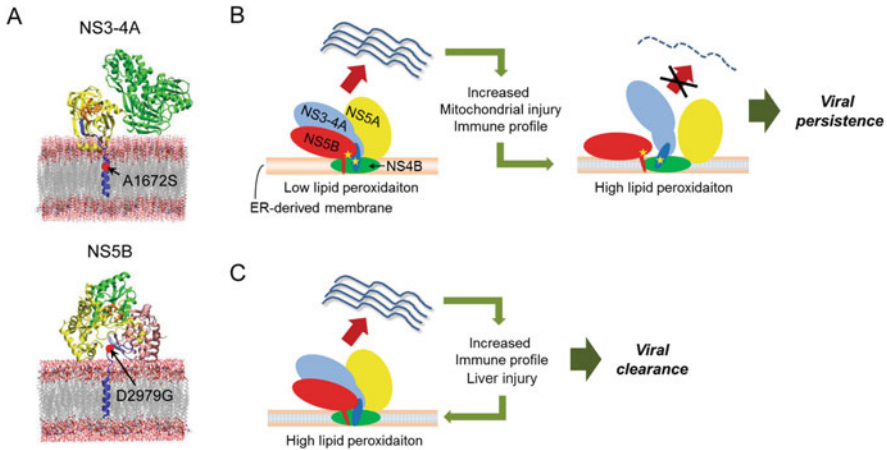 A
NS3-4A
A1672S
NS5B
D2979G
B
NS3-4A
NS5A
NS5B
NS4B
Low lipid peroxidaiton
ER-derived membrane
Increased
Mitochondrial injury
Immune profile
High lipid peroxidaiton
Viral
persistence
C
High lipid peroxidaiton
Increased
Immune profile
Liver injury
Viral
clearance